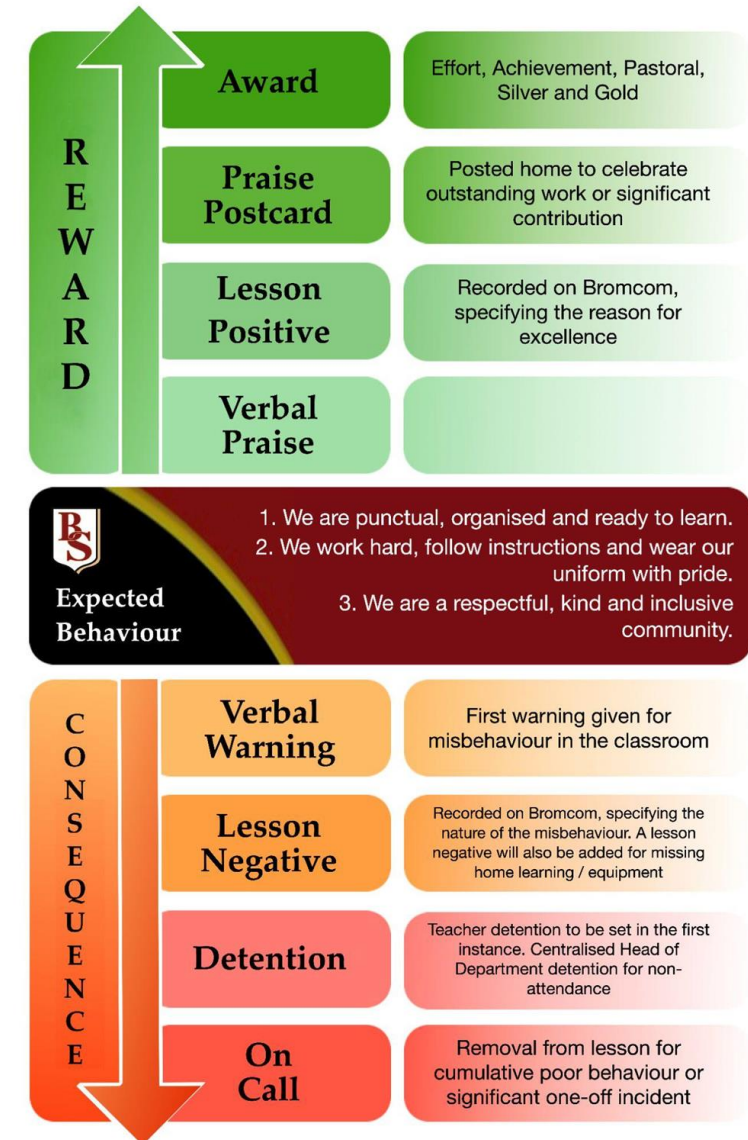 REWARD
Award
Effort, Achievement, Pastoral,
Silver and Gold
Praise
Postcard
Posted home to celebrate
outstanding work or significant
contribution
Lesson
Positive
Recorded on Bromcom,
specifying the reason for
excellence
Verbal
Praise
BS
Expected
Behaviour
1. We are punctual, organised and ready to learn.
2. We work hard, follow instructions and wear our
uniform with pride.
3. We are a respectful, kind and inclusive
community.
CONSEQUENCE
Verbal
Warning
First warning given for
misbehaviour in the classroom
Lesson
Negative
Recorded on Bromcom, specifying the
nature of the misbehaviour. A lesson
negative will also be added for missing
home learning / equipment
Detention
Teacher detention to be set in the first
instance. Centralised Head of
Department detention for non-
attendance
On
Call
Removal from lesson for
cumulative poor behaviour or
significant one-off incident